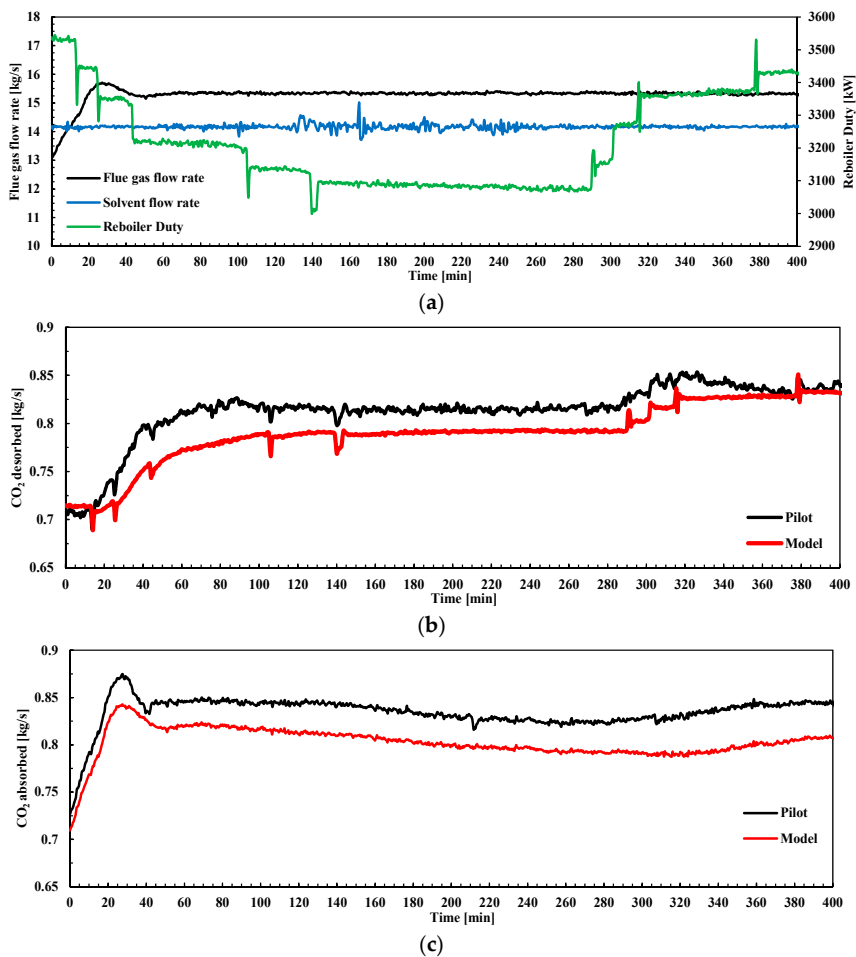 18
17
16
15
14
13
12
11
10
Flue gas flow rate [kg/s]
3600
3500
3400
3300
3200
3100
3000
2900
Reboiler Duty [kW]
Flue gas flow rate
Solvent flow rate
Reboiler Duty
0 20 40 60 80 100 120 140 160 180 200 220 240 260 280 300 320 340 360 380 400
Time [min]
(a)
0.9
0.85
0.8
0.75
0.7
0.65
CO2 desorbed [kg/s]
Pilot
Model
0 20 40 60 80 100 120 140 160 180 200 220 240 260 280 300 320 340 360 380 400
Time [min]
(b)
0.9
0.85
0.8
0.75
0.7
0.65
CO2 absorbed [kg/s]
Pilot
Model
0 20 40 60 80 100 120 140 160 180 200 220 240 260 280 300 320 340 360 380 400
Time [min]
(c)